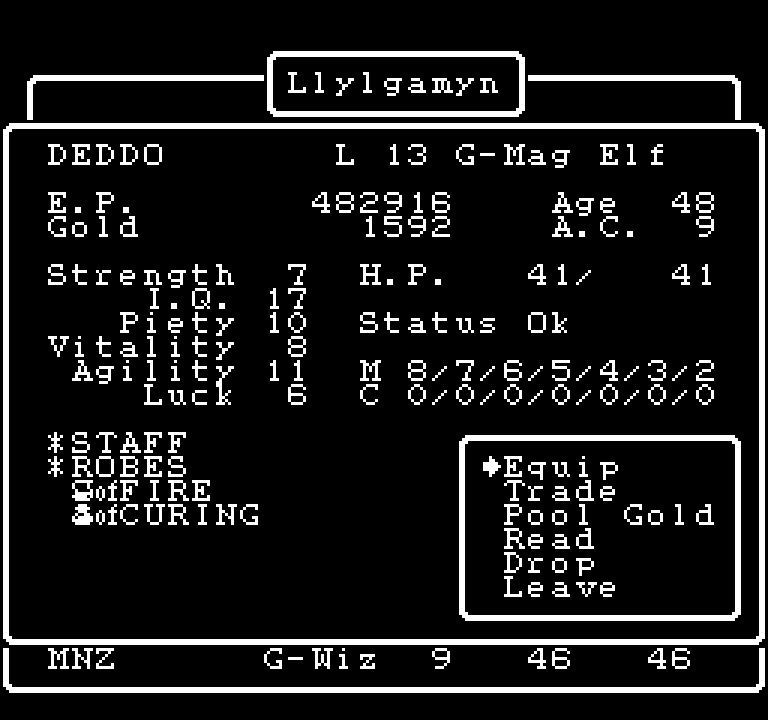 Llylgamyn
DEDDO L 13 G-Mag Elf
E.P. 482916 Age 48
Gold 1592 A.C. 9
Strength 7 H.P. 41/ 41
I.Q. 17
Piety 10 Status Ok
Vitality 8
Agility 11 M 8/7/6/5/4/3/2
Luck 6 C 0/0/0/0/0/0/0
*STAFF
*ROBES
ofFIRE
ofCURING
Equip
Trade
Pool Gold
Read
Drop
Leave
MNZ G-Wiz 9 46 46